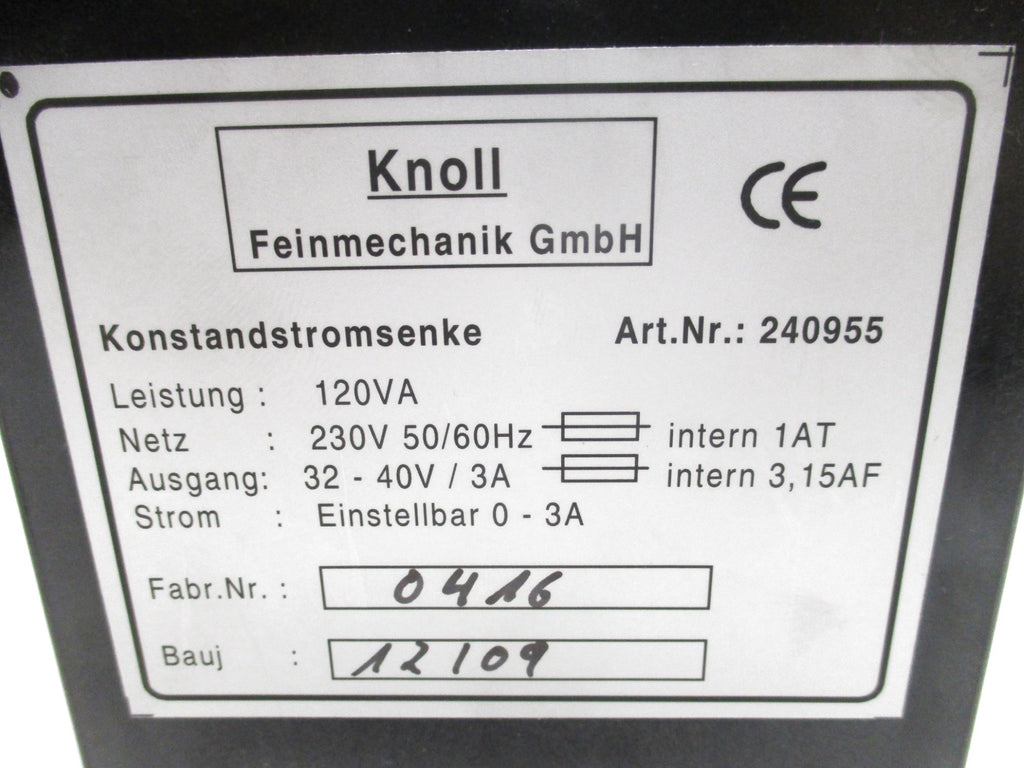 Knoll
Feinmechanik GmbH
CE
Konstandstromsenke Art.Nr.: 240955
Leistung : 120VA
Netz : 230V 50/60Hz intern 1AT
Ausgang: 32 - 40V / 3A intern 3,15AF
Strom : Einstellbar 0 - 3A
Fabr.Nr. : 0416
Bauj : 12/09